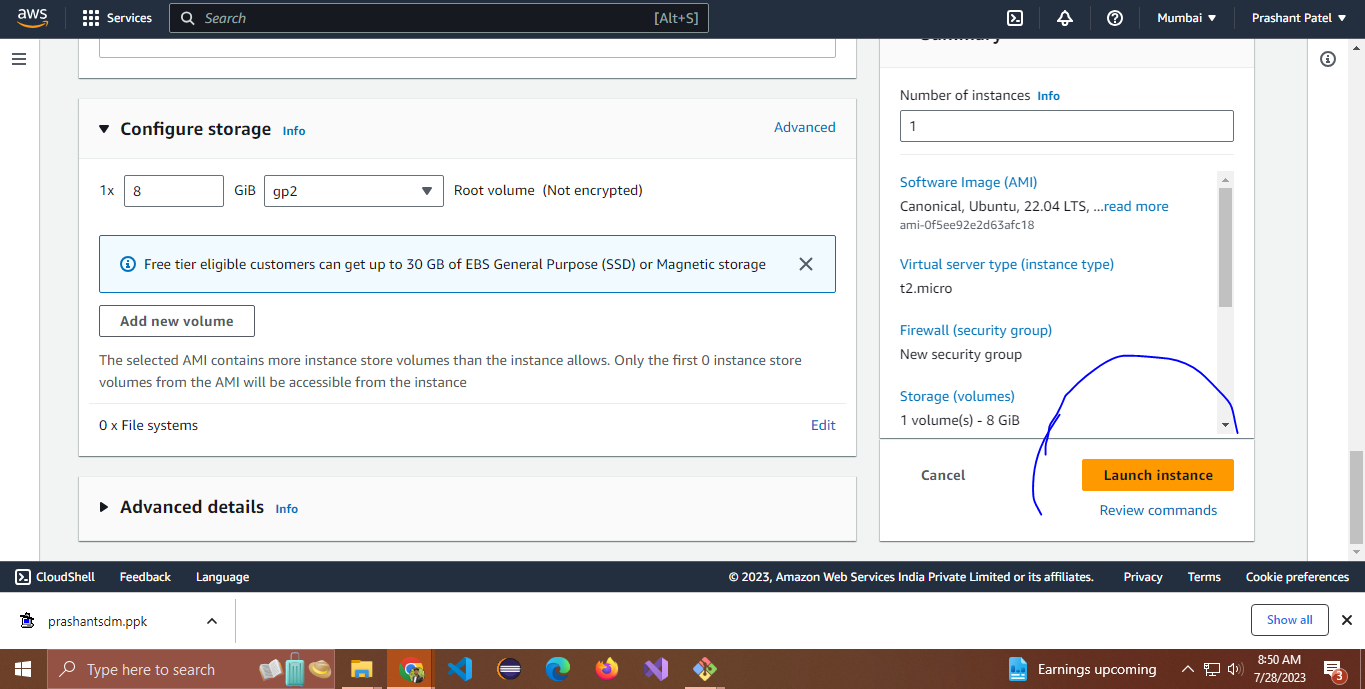 aws
Services
Search
[Alt+S]
Mumbai
Prashant Patel
Configure storage
Info
Advanced
1x
8
GiB
gp2
Root volume (Not encrypted)
Free tier eligible customers can get up to 30 GB of EBS General Purpose (SSD) or Magnetic storage
Add new volume
The selected AMI contains more instance store volumes than the instance allows. Only the first 0 instance store
volumes from the AMI will be accessible from the instance
0 x File systems
Edit
Advanced details
Info
Summary
Number of instances
Info
1
Software Image (AMI)
Canonical, Ubuntu, 22.04 LTS, ...read more
ami-0f5ee92e2d63afc18
Virtual server type (instance type)
t2.micro
Firewall (security group)
New security group
Storage (volumes)
1 volume(s) - 8 GiB
Cancel
Launch instance
Review commands
CloudShell
Feedback
Language
© 2023, Amazon Web Services India Private Limited or its affiliates.
Privacy
Terms
Cookie preferences
prashantsdm.ppk
Show all
Type here to search
Earnings upcoming
8:50 AM
7/28/2023
3